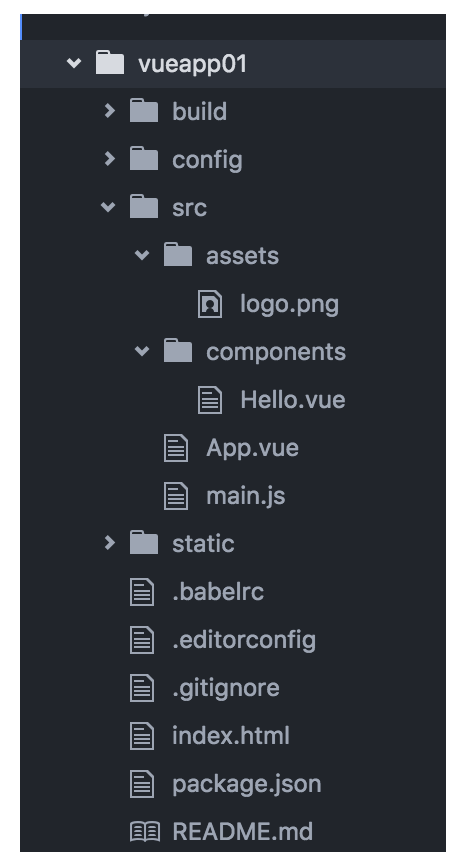 vueapp01
build
config
src
assets
logo.png
components
Hello.vue
App.vue
main.js
static
.babelrc
.editorconfig
.gitignore
index.html
package.json
README.md